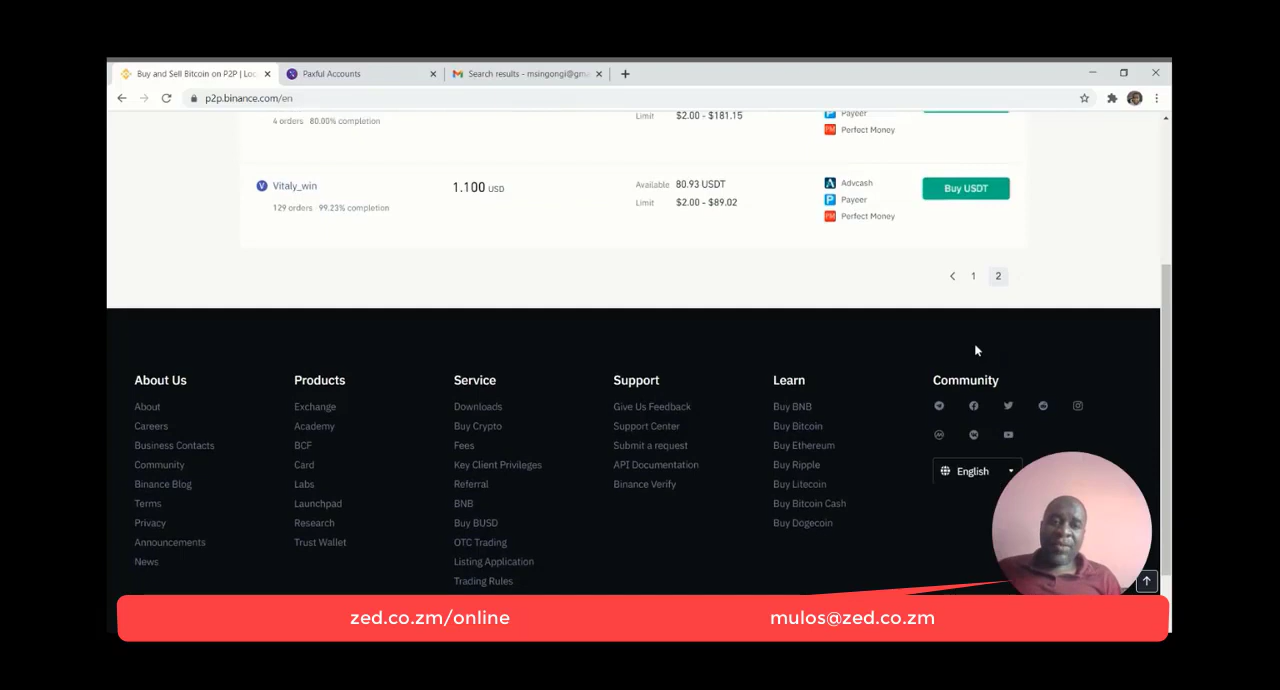 Buy and Sell Bitcoin on P2P | Loc
Paxful Accounts
Search results - msingongi@gma
p2p.binance.com/en
4 orders 80.00% completion
Limit $2.00 - $181.15
Payeer
Perfect Money
V Vitaly_win
129 orders 99.23% completion
1.100 USD
Available 80.93 USDT
Limit $2.00 - $89.02
Advcash
Payeer
PM Perfect Money
Buy USDT
< 1 2
About Us
About
Careers
Business Contacts
Community
Binance Blog
Terms
Privacy
Announcements
News
Products
Exchange
Academy
BCF
Card
Labs
Launchpad
Research
Trust Wallet
Service
Downloads
Buy Crypto
Fees
Key Client Privileges
Referral
BNB
Buy BUSD
OTC Trading
Listing Application
Trading Rules
Support
Give Us Feedback
Support Center
Submit a request
API Documentation
Binance Verify
Learn
Buy BNB
Buy Bitcoin
Buy Ethereum
Buy Ripple
Buy Litecoin
Buy Bitcoin Cash
Buy Dogecoin
Community
English
zed.co.zm/online
mulos@zed.co.zm